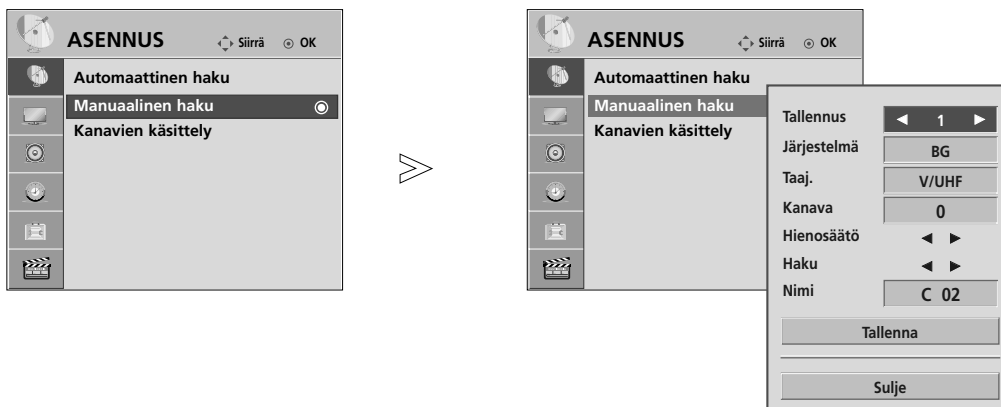 ASENNUS Siirrä OK
Automaattinen haku
Manuaalinen haku
Kanavien käsittely
ASENNUS Siirrä OK
Automaattinen haku
Manuaalinen haku
Kanavien käsittely
Tallennus ◄ 1 ►
Järjestelmä BG
Taaj. V/UHF
Kanava 0
Hienosäätö ◄ ►
Haku ◄ ►
Nimi C 02
Tallenna
Sulje